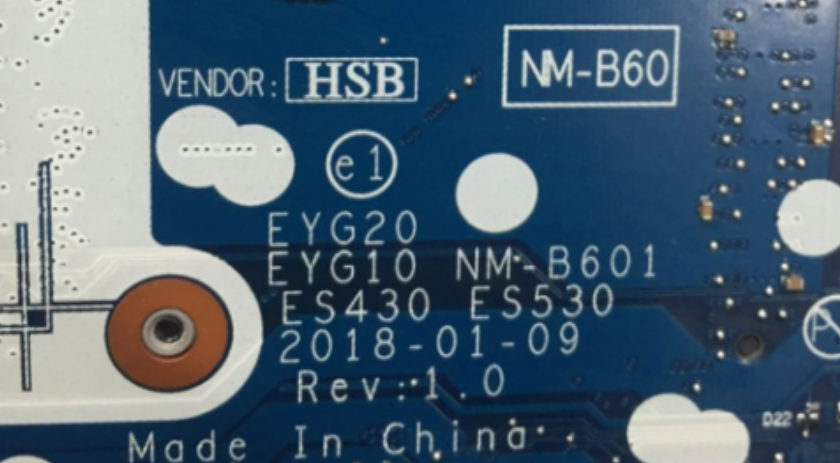 VENDOR: HSB
NM-B60
e1
EYG20
EYG10 NM-B601
ES430 ES530
2018-01-09
Rev:1.0
D22
Made In China